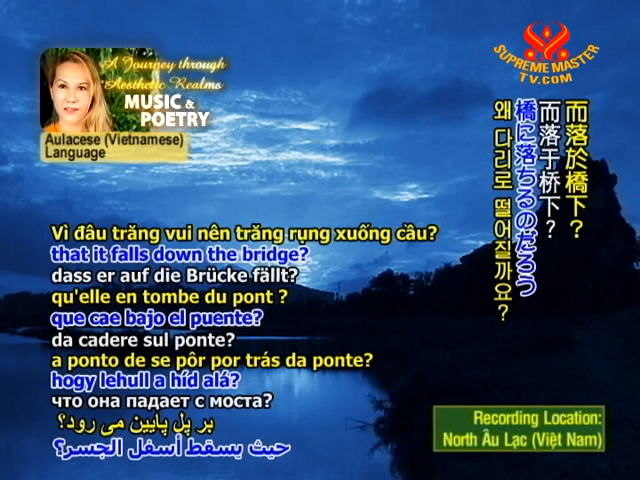 A Journey through
Aesthetic Realms
MUSIC &
POETRY
Aulacese (Vietnamese)
Language
SUPREME MASTER
TV.COM
而落於橋下？
而落于桥下？
橋に落ちるのだろう
왜 다리로 떨어질까요?
Vì đâu trăng vui nên trăng rụng xuống cầu?
that it falls down the bridge?
dass er auf die Brücke fällt?
qu'elle en tombe du pont ?
que cae bajo el puente?
da cadere sul ponte?
a ponto de se pôr por trás da ponte?
hogy lehull a híd alá?
что она падает с моста?
بر پل پایین می رود؟
حيث يسقط أسفل الجسر؟
Recording Location:
North Âu Lạc (Việt Nam)